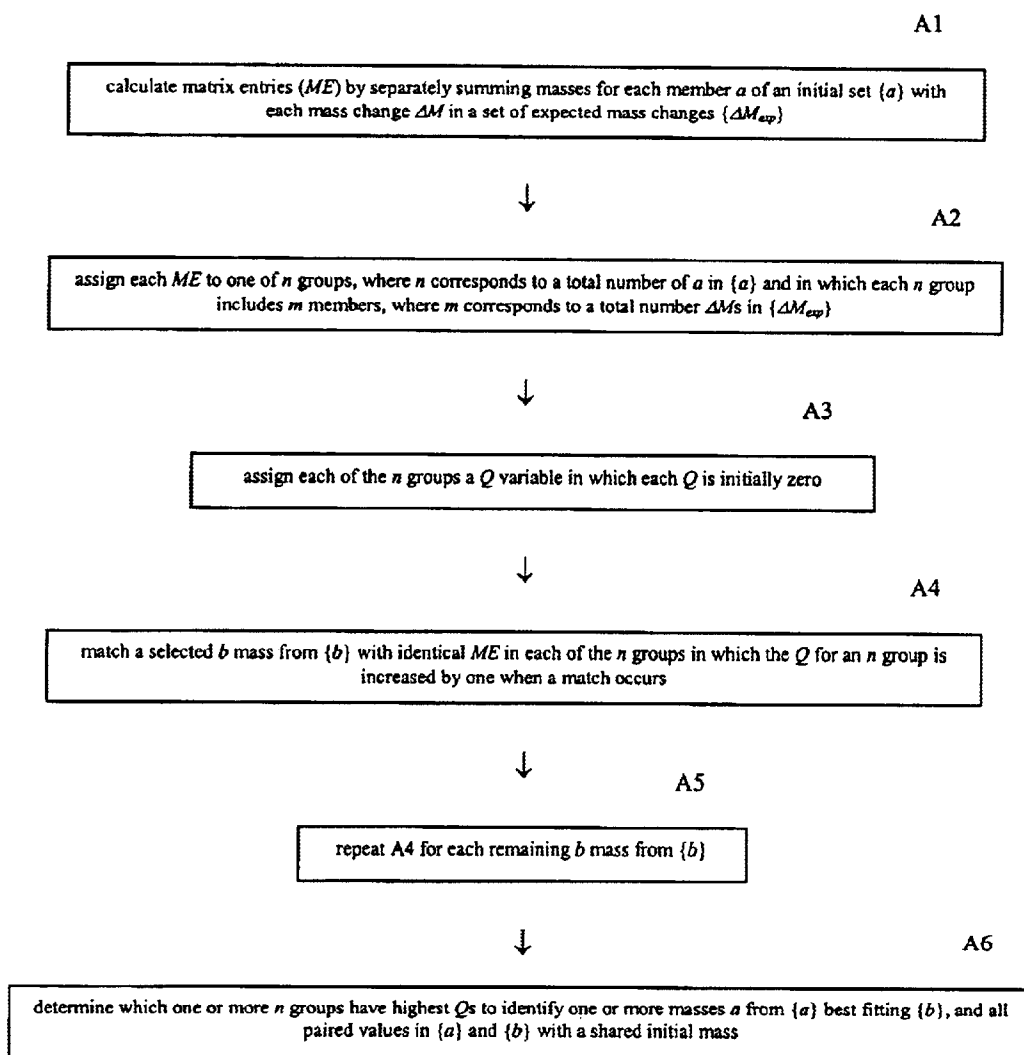 A1
calculate matrix entries (ME) by separately summing masses for each member a of an initial set {a} with
each mass change ΔM in a set of expected mass changes {ΔMexp}
↓
A2
assign each ME to one of n groups, where n corresponds to a total number of a in {a} and in which each n group
includes m members, where m corresponds to a total number ΔMs in {ΔMexp}
↓
A3
assign each of the n groups a Q variable in which each Q is initially zero
↓
A4
match a selected b mass from {b} with identical ME in each of the n groups in which the Q for an n group is
increased by one when a match occurs
↓
A5
repeat A4 for each remaining b mass from {b}
↓
A6
determine which one or more n groups have highest Qs to identify one or more masses a from {a} best fitting {b}, and all
paired values in {a} and {b} with a shared initial mass